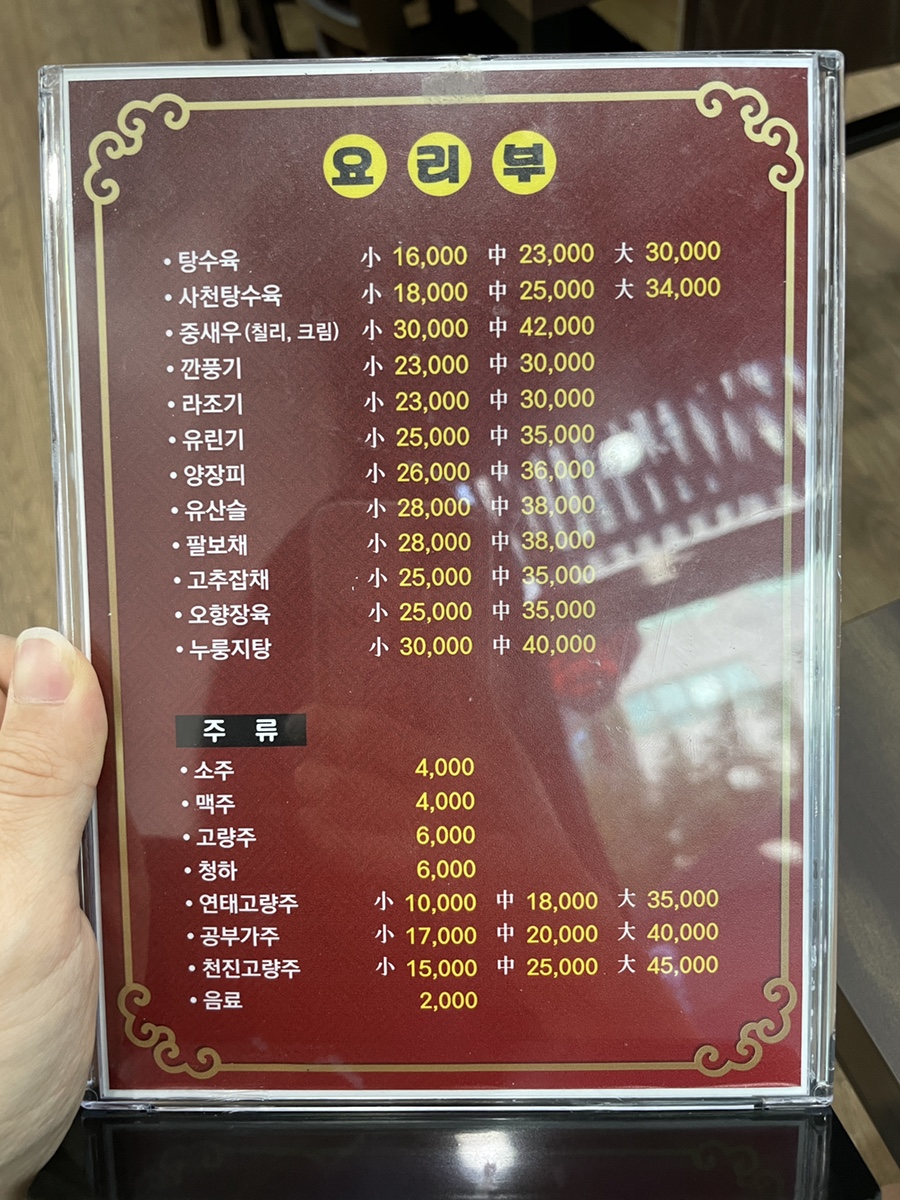 요리부
• 탕수육 小 16,000 中 23,000 大 30,000
• 사천탕수육 小 18,000 中 25,000 大 34,000
• 중새우(칠리, 크림) 小 30,000 中 42,000
• 깐풍기 小 23,000 中 30,000
• 라조기 小 23,000 中 30,000
• 유린기 小 25,000 中 35,000
• 양장피 小 26,000 中 36,000
• 유산슬 小 28,000 中 38,000
• 팔보채 小 28,000 中 38,000
• 고추잡채 小 25,000 中 35,000
• 오향장육 小 25,000 中 35,000
• 누룽지탕 小 30,000 中 40,000
주류
• 소주 4,000
• 맥주 4,000
• 고량주 6,000
• 청하 6,000
• 연태고량주 小 10,000 中 18,000 大 35,000
• 공부가주 小 17,000 中 20,000 大 40,000
• 천진고량주 小 15,000 中 25,000 大 45,000
• 음료 2,000